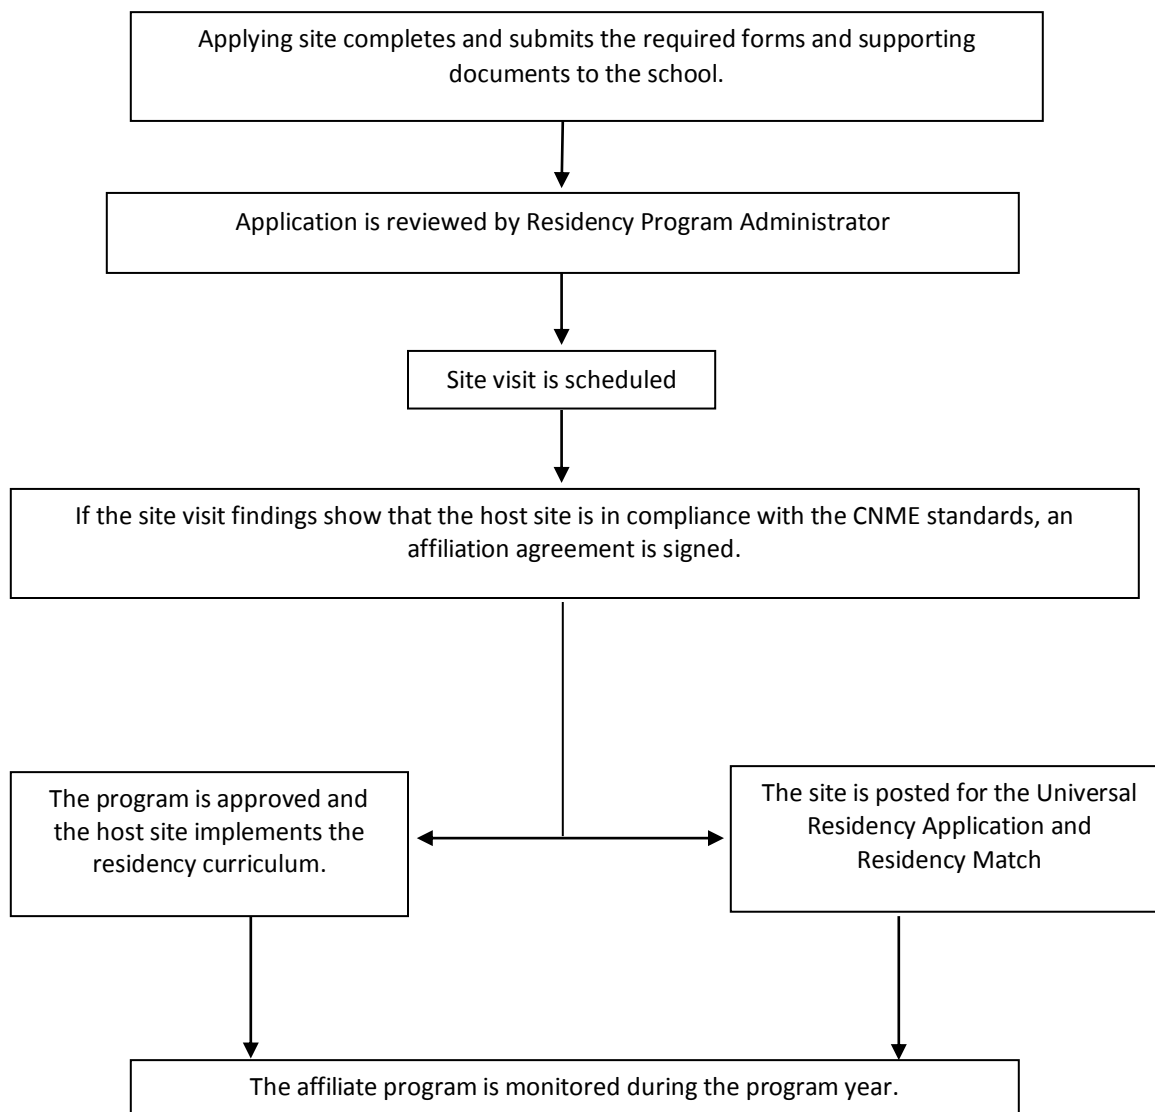 Applying site completes and submits the required forms and supporting
documents to the school.
Application is reviewed by Residency Program Administrator
Site visit is scheduled
If the site visit findings show that the host site is in compliance with the CNME standards, an
affiliation agreement is signed.
The program is approved and
the host site implements the
residency curriculum.
The site is posted for the Universal
Residency Application and
Residency Match
The affiliate program is monitored during the program year.